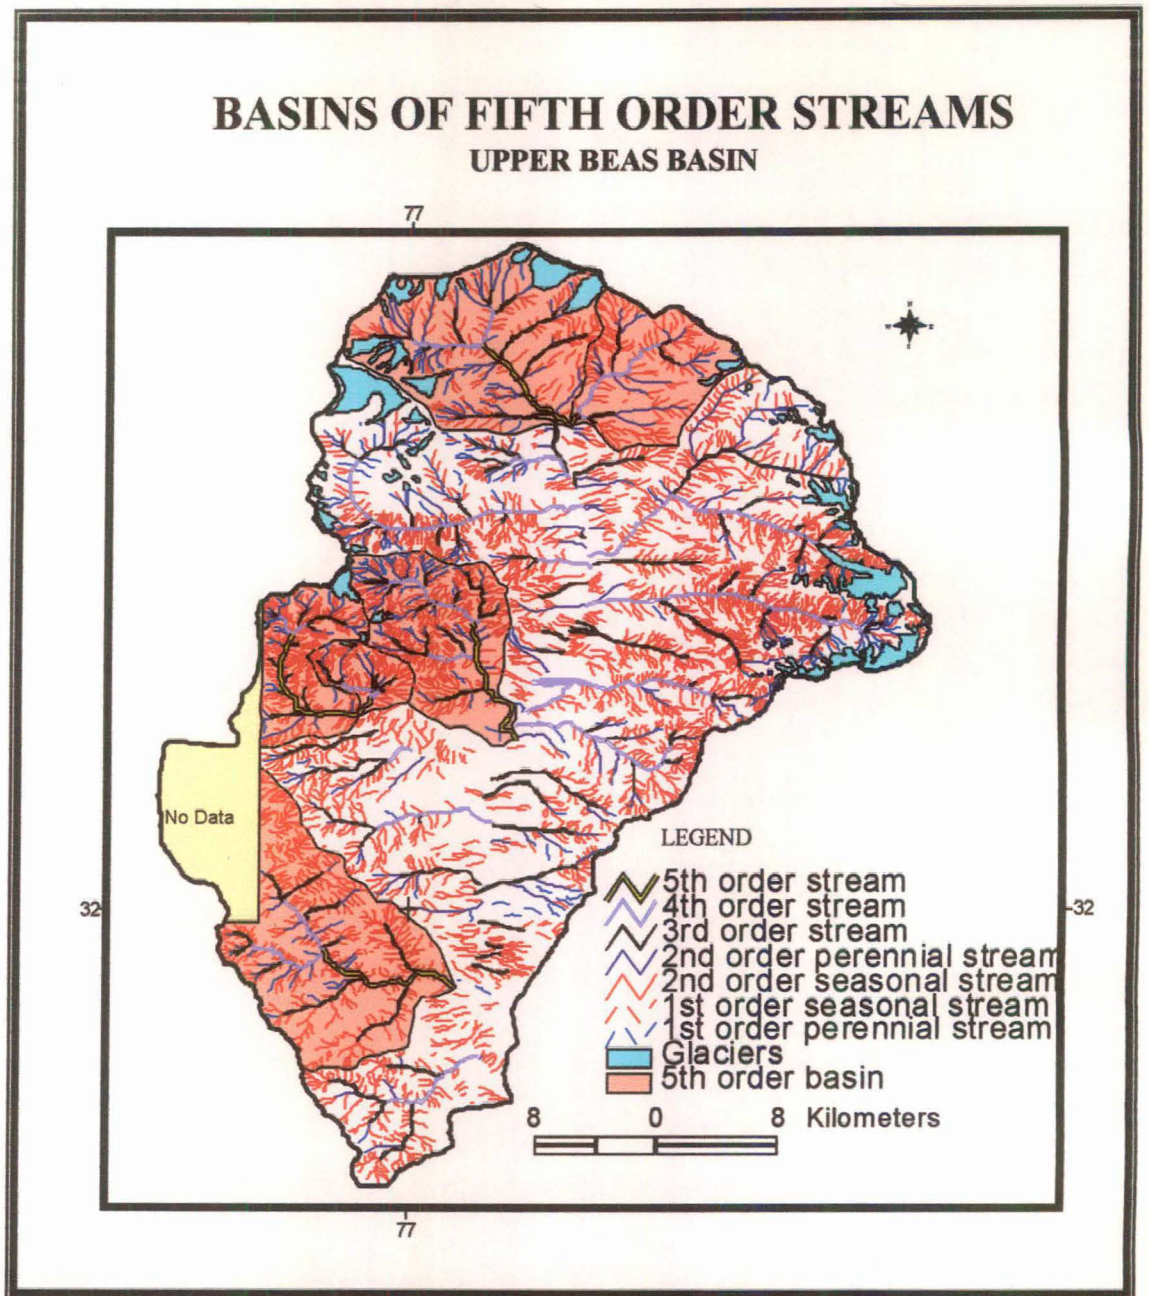 BASINS OF FIFTH ORDER STREAMS
UPPER BEAS BASIN
77
No Data
LEGEND
5th order stream
32
32
4th order stream
3rd order stream
2nd order perennial stream
2nd order seasonal stream
1st order seasonal stream
1st order perennial stream
Glaciers
5th order basin
8 0 8 Kilometers
77